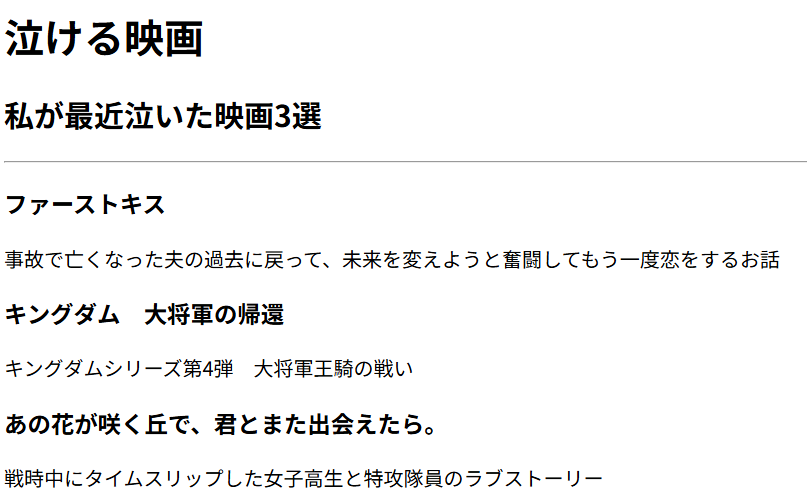 泣ける映画
私が最近泣いた映画3選
ファーストキス
事故で亡くなった夫の過去に戻って、未来を変えようと奮闘してもう一度恋をするお話
キングダム　大将軍の帰還
キングダムシリーズ第4弾　大将軍王騎の戦い
あの花が咲く丘で、君とまた出会えたら。
戦時中にタイムスリップした女子高生と特攻隊員のラブストーリー